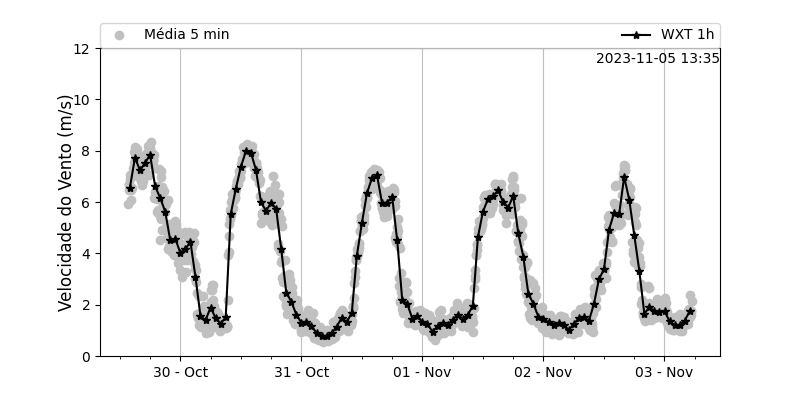 Média 5 min
WXT 1h
2023-11-05 13:35
Velocidade do Vento (m/s)
12
10
8
6
4
2
0
30 - Oct
31 - Oct
01 - Nov
02 - Nov
03 - Nov